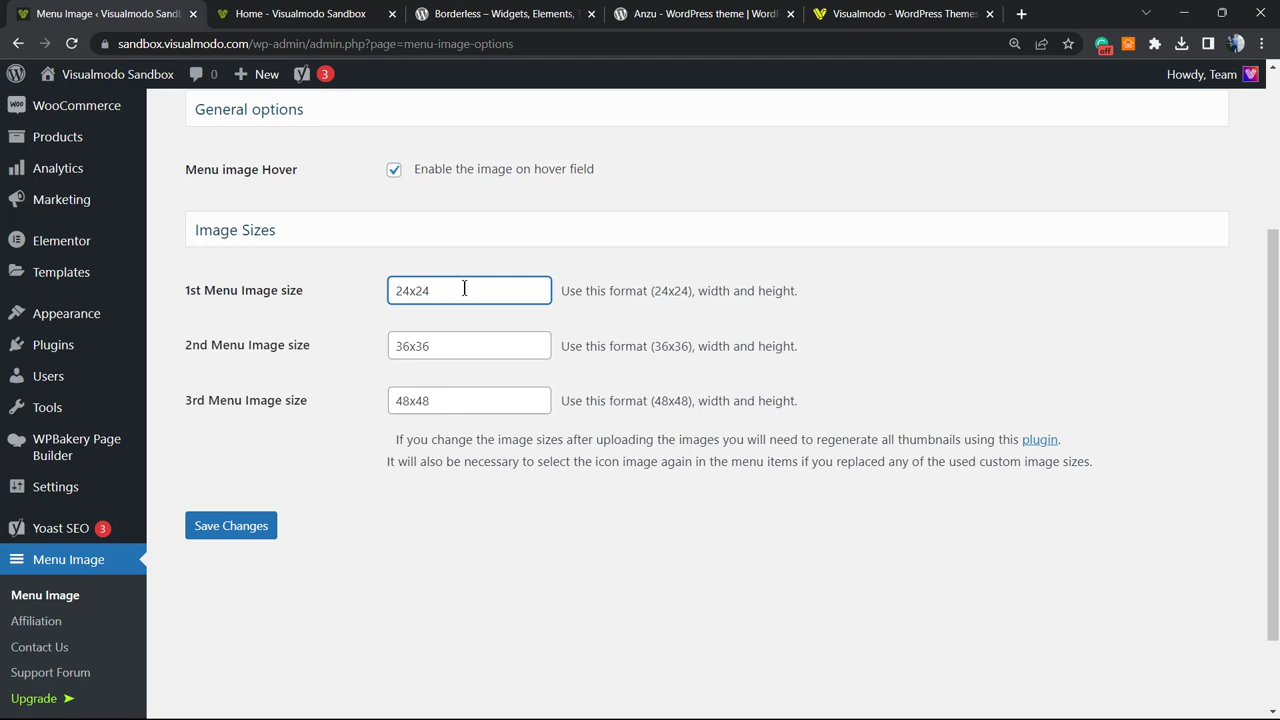 Menu Image ‹ Visualmodo Sandb
Home - Visualmodo Sandbox
Borderless – Widgets, Elements, T
Anzu - WordPress Theme | WordP
Visualmodo - WordPress Themes
sandbox.visualmodo.com/wp-admin/admin.php?page=menu-image-options
off
Visualmodo Sandbox
0
New
3
Howdy, Team
WooCommerce
Products
Analytics
Marketing
Elementor
Templates
Appearance
Plugins
Users
Tools
WPBakery Page
Builder
Settings
Yoast SEO 3
Menu Image
Menu Image
Affiliation
Contact Us
Support Forum
Upgrade ➤
General options
Menu image Hover
Enable the image on hover field
Image Sizes
1st Menu Image size
24x24
Use this format (24x24), width and height.
2nd Menu Image size
36x36
Use this format (36x36), width and height.
3rd Menu Image size
48x48
Use this format (48x48), width and height.
If you change the image sizes after uploading the images you will need to regenerate all thumbnails using this plugin.
It will also be necessary to select the icon image again in the menu items if you replaced any of the used custom image sizes.
Save Changes